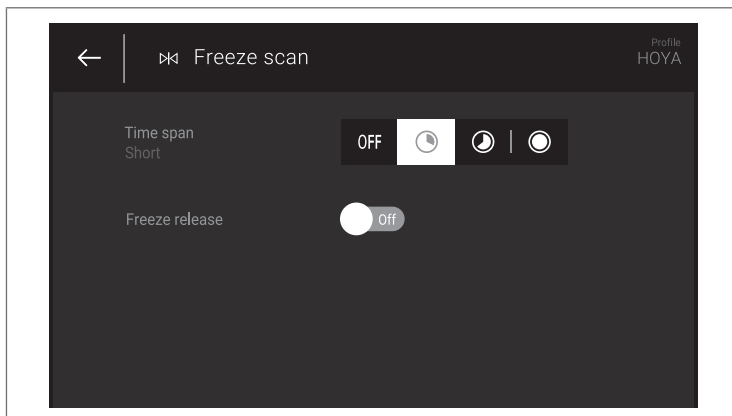 Freeze scan
Profile
HOYA
Time span
Short
OFF
Freeze release
Off